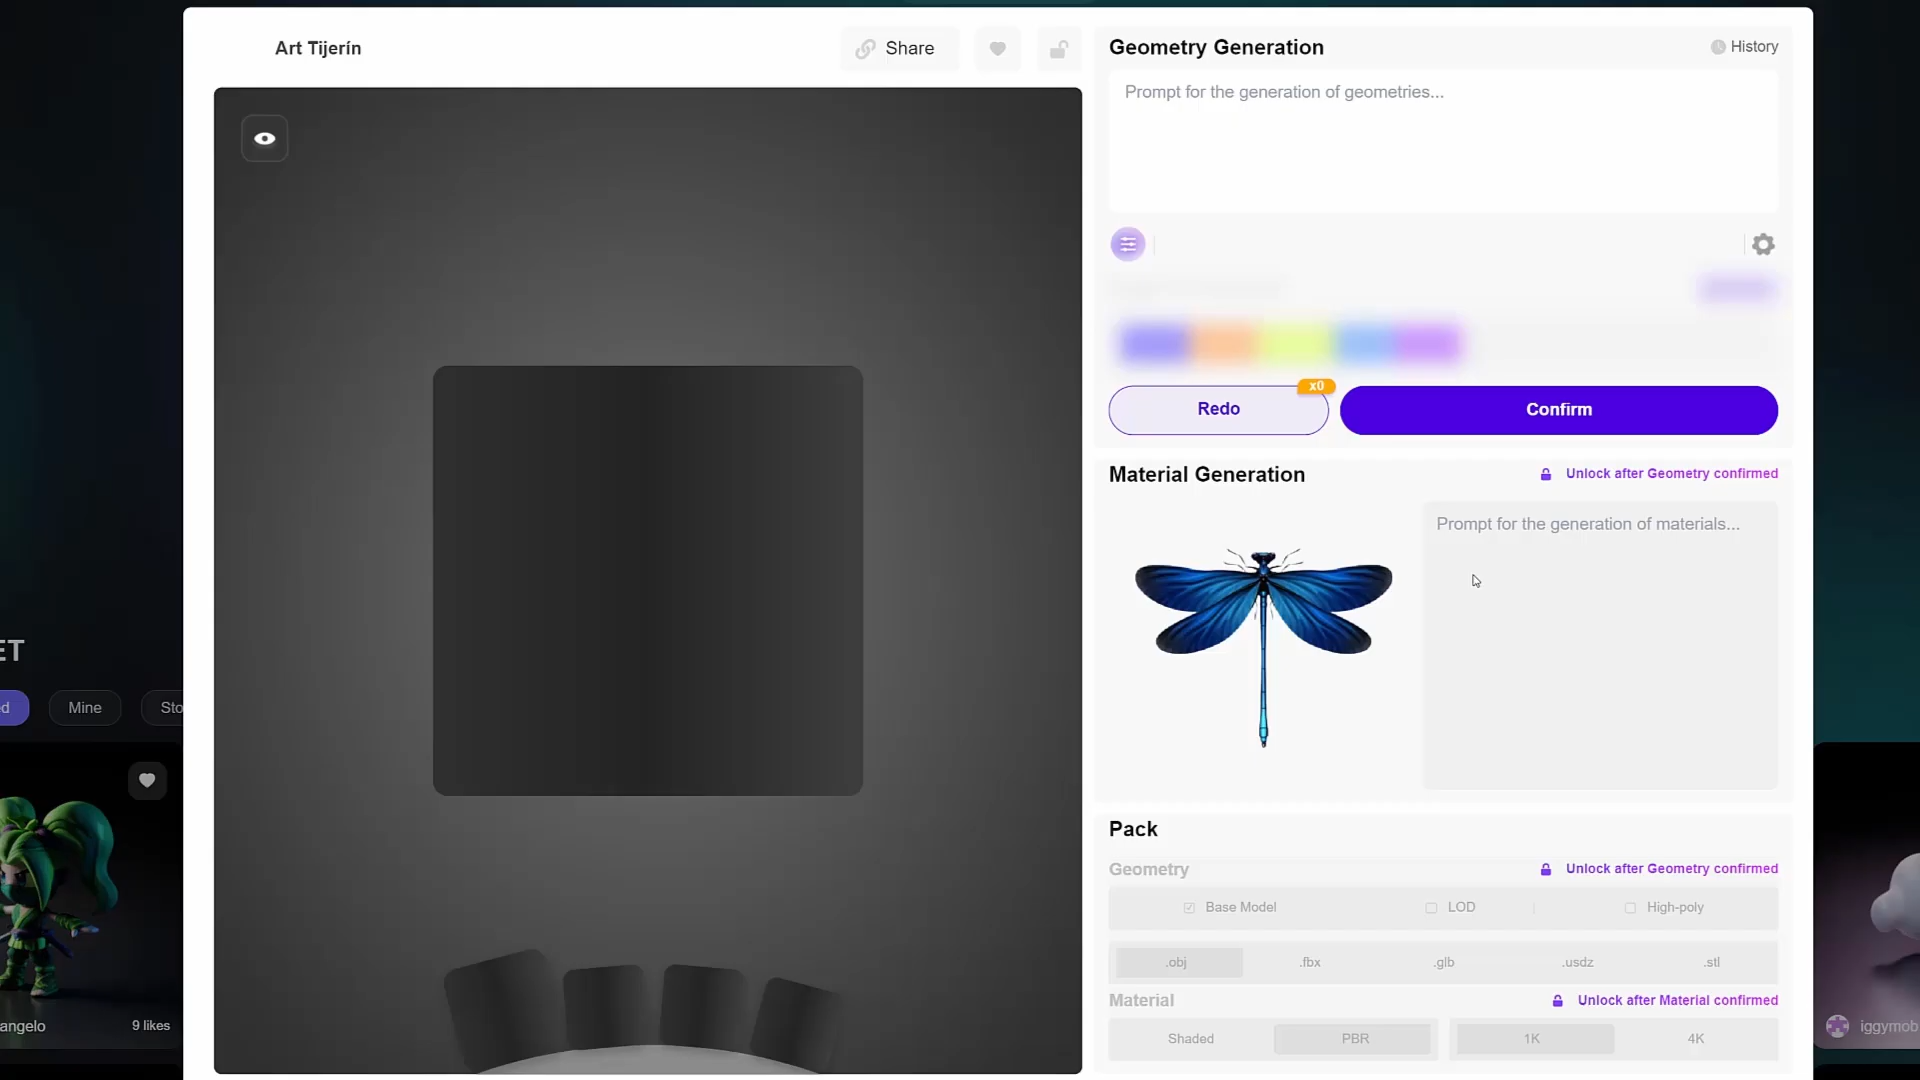 Art Tijerín
Share
Geometry Generation
History
Prompt for the generation of geometries...
x0
Redo
Confirm
Material Generation
Unlock after Geometry confirmed
Prompt for the generation of materials...
ET
ed
Mine
Sto
angelo
9 likes
Pack
Geometry
Unlock after Geometry confirmed
Base Model
LOD
High-poly
.obj
.fbx
.glb
.usdz
.stl
Material
Unlock after Material confirmed
Shaded
PBR
1K
4K
iggymob